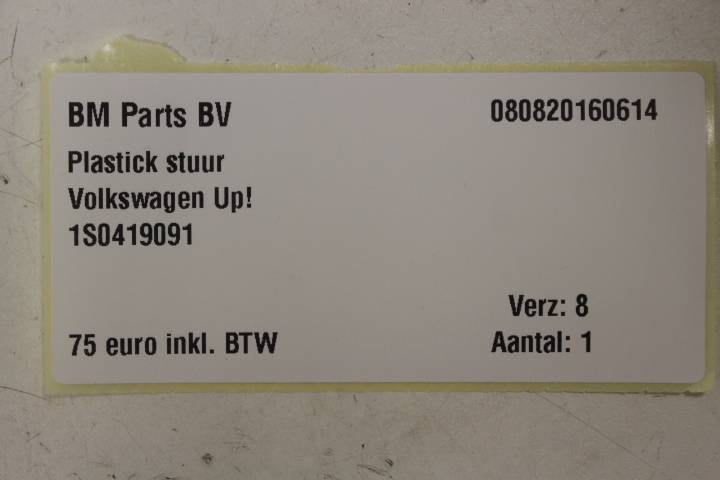 BM Parts BV 080820160614
Plastick stuur
Volkswagen Up!
1S0419091
Verz: 8
75 euro inkl. BTW Aantal: 1